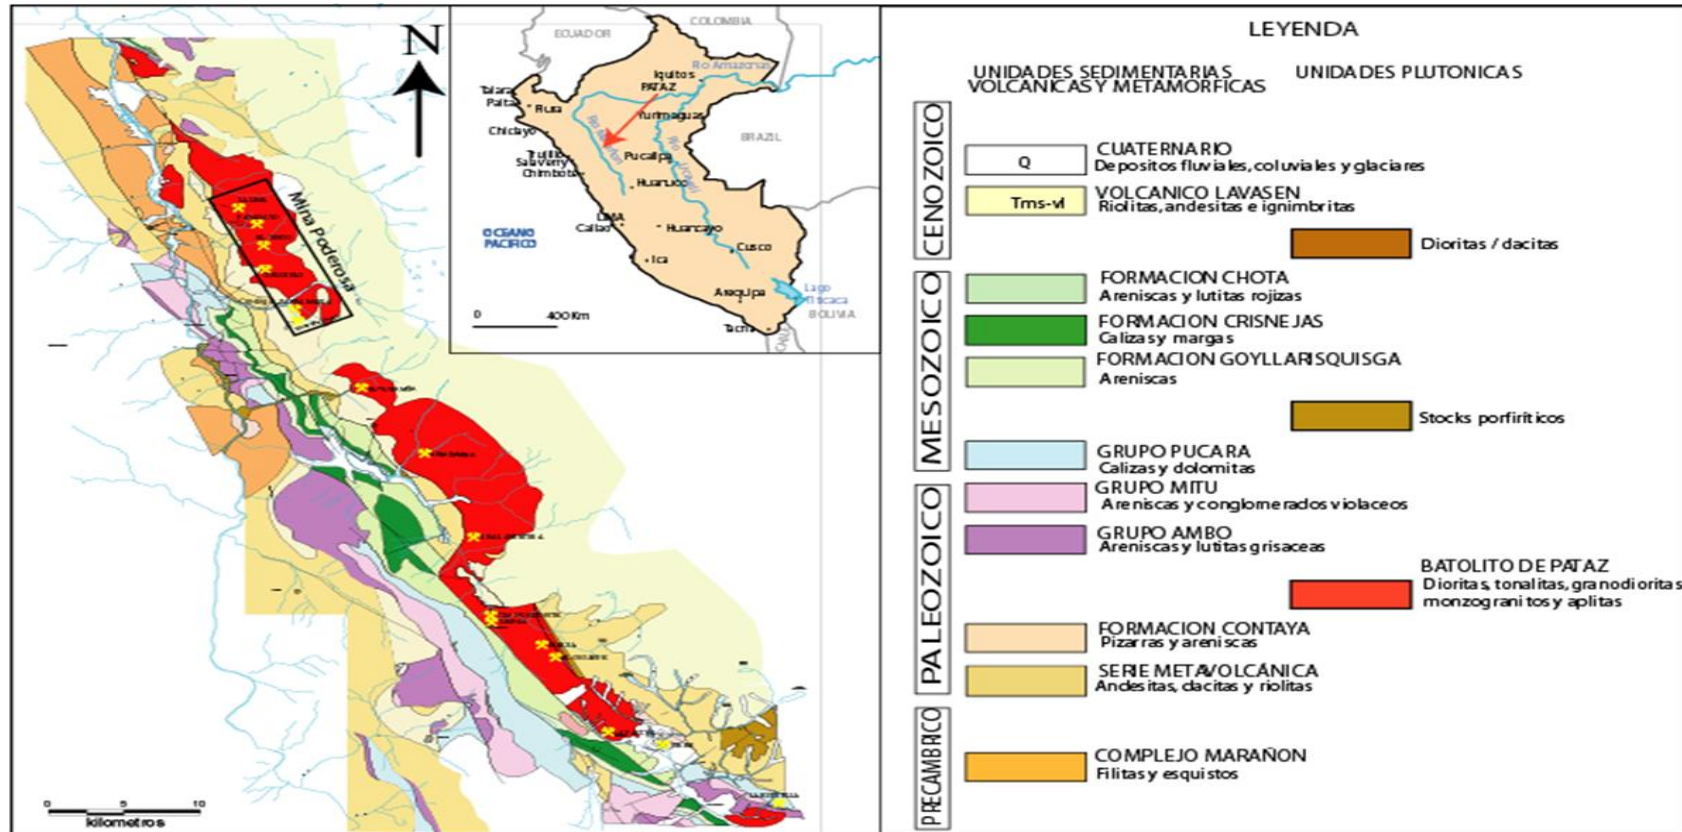 N
Mina Poderosa
0 5 10
kilometros
COLOMBIA
ECUADOR
Rio Amazonas
Iquitos
PATAZ
Talara
Paita
Piura
Yurimaguas
Chiclayo
BRAZIL
Trujillo
Salaverry
Chimbote
Pucallpa
Huanuco
LIMA
Callao
Huancayo
OCEANO
PACIFICO
Cusco
Ica
Arequipa
Lago
Titicaca
BOLIVIA
Tacna
CHILE
0 400 Km
LEYENDA
UNIDADES SEDIMENTARIAS
VOLCANICAS Y METAMORFICAS
UNIDADES PLUTONICAS
CENOZOICO
Q
CUATERNARIO
Depositos fluviales, coluviales y glaciares
Tms-vl
VOLCANICO LAVASEN
Riolitas, andesitas e ignimbritas
Dioritas / dacitas
MESOZOICO
FORMACION CHOTA
Areniscas y lutitas rojizas
FORMACION CRISNEJAS
Calizas y margas
FORMACION GOYLLARISQUISGA
Areniscas
Stocks porfiríticos
GRUPO PUCARA
Calizas y dolomitas
PALEOZOICO
GRUPO MITU
Areniscas y conglomerados violaceos
GRUPO AMBO
Areniscas y lutitas grisaceas
BATOLITO DE PATAZ
Dioritas, tonalitas, granodioritas
monzogranitos y aplitas
FORMACION CONTAYA
Pizarras y areniscas
SERIE METAVOLCÁNICA
Andesitas, dacitas y riolitas
PRECAMBRICO
COMPLEJO MARAÑON
Filitas y esquistos